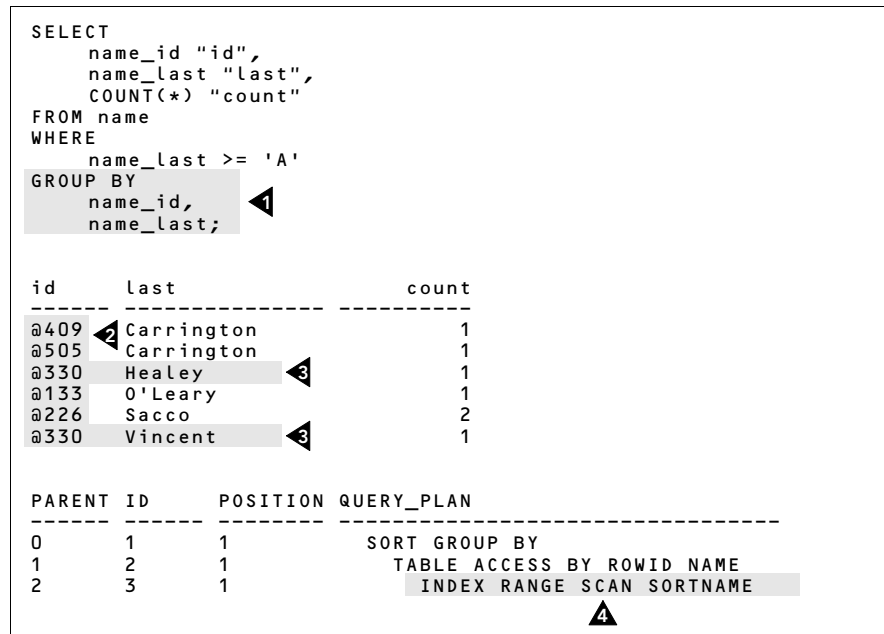 SELECT
name_id "id",
name_last "last",
COUNT(*) "count"
FROM name
WHERE
name_last >= 'A'
GROUP BY
name_id, 1
name_last;
id last count
------ --------------- ----------
@409 2 Carrington 1
@505 Carrington 1
@330 Healey 3 1
@133 O'Leary 1
@226 Sacco 2
@330 Vincent 3 1
PARENT ID POSITION QUERY_PLAN
------ ------ -------- ---------------------------------
0 1 1 SORT GROUP BY
1 2 1 TABLE ACCESS BY ROWID NAME
2 3 1 INDEX RANGE SCAN SORTNAME
4